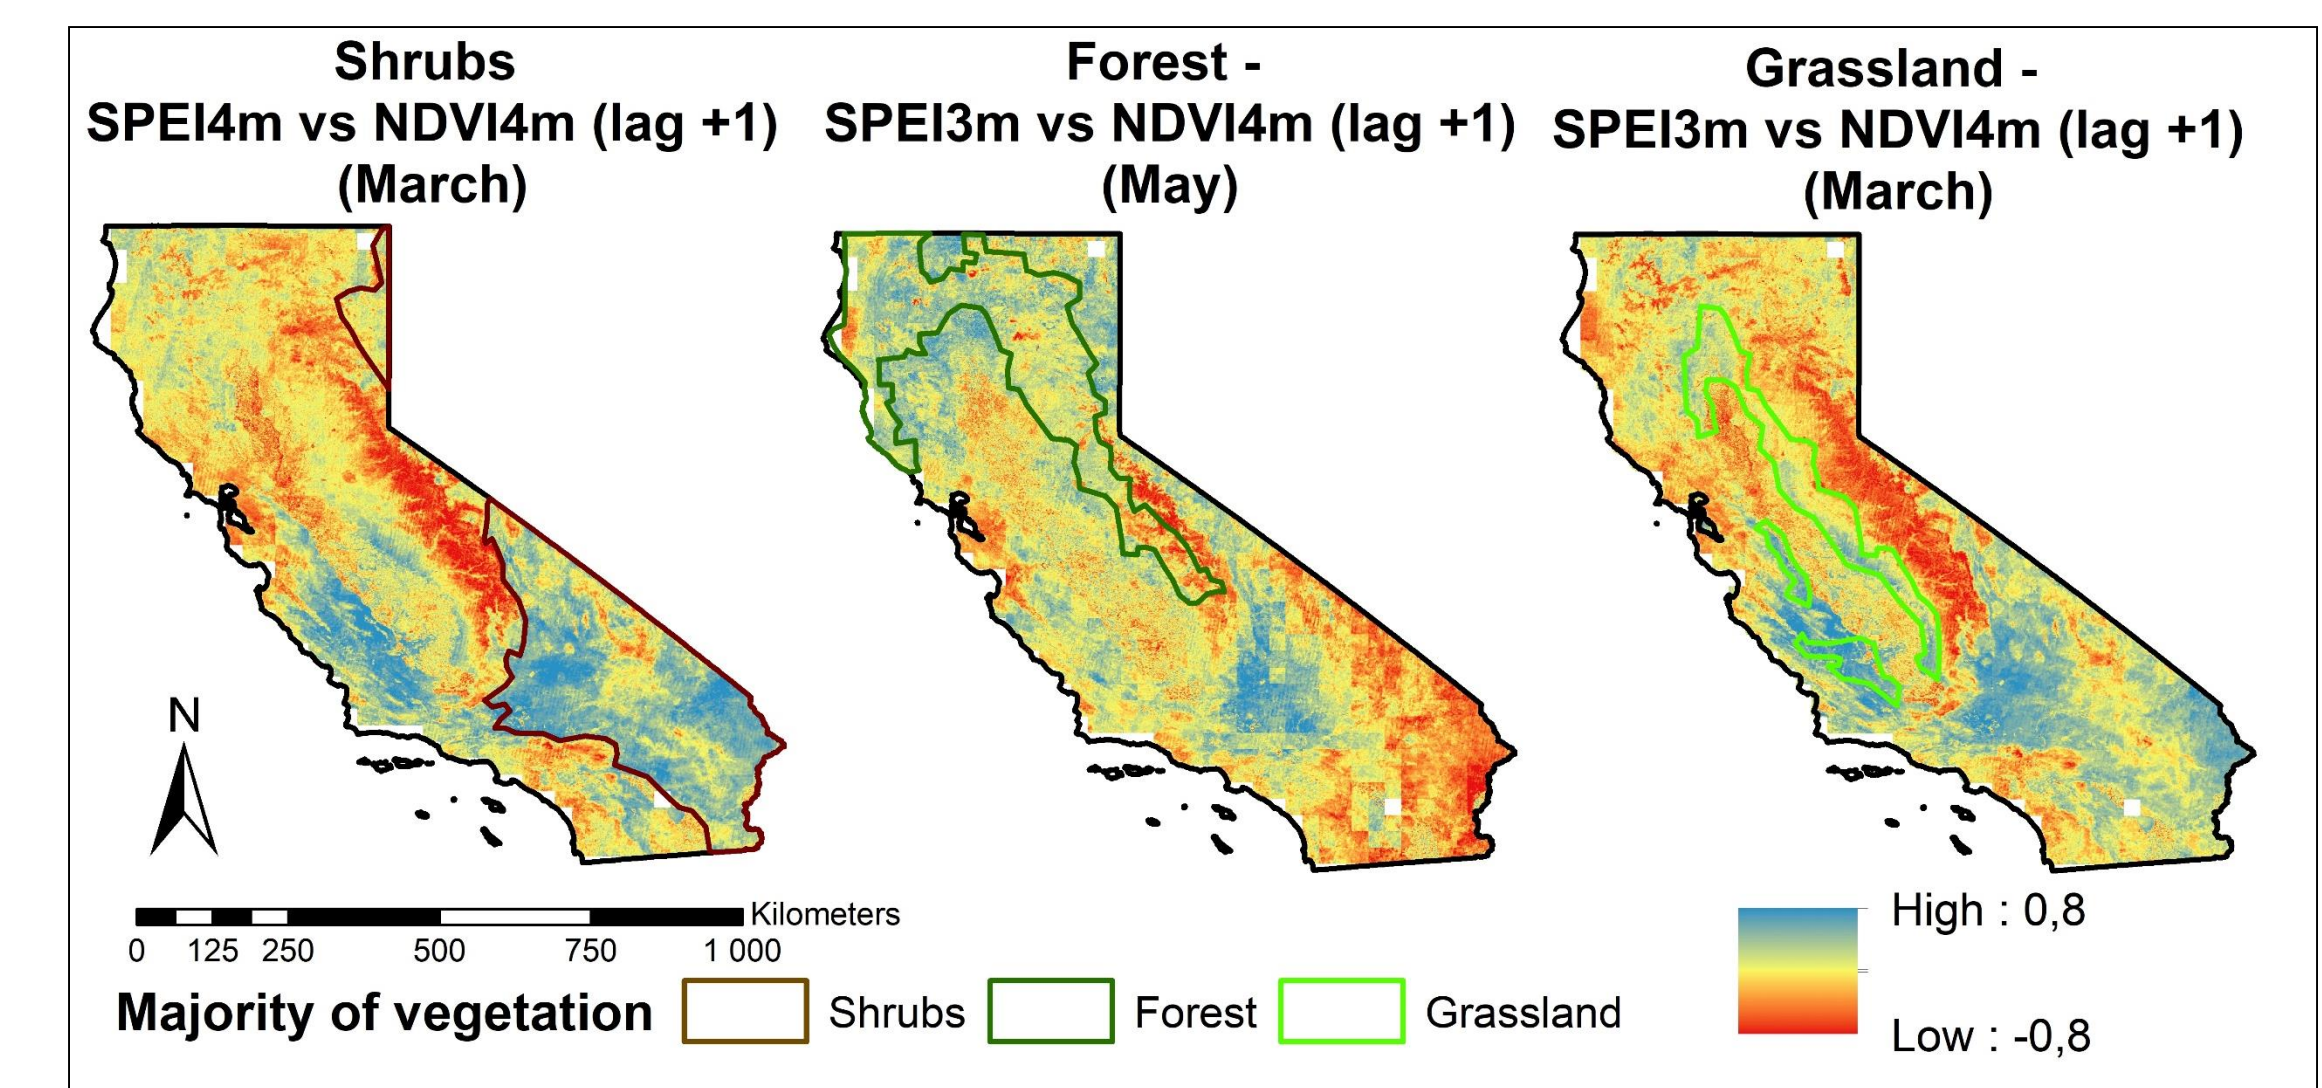 Shrubs
SPEI4m vs NDVI4m (lag +1)
(March)
Forest -
SPEI3m vs NDVI4m (lag +1)
(May)
Grassland -
SPEI3m vs NDVI4m (lag +1)
(March)
N
Kilometers
0 125 250 500 750 1 000
High : 0,8
Low : -0,8
Majority of vegetation Shrubs Forest Grassland